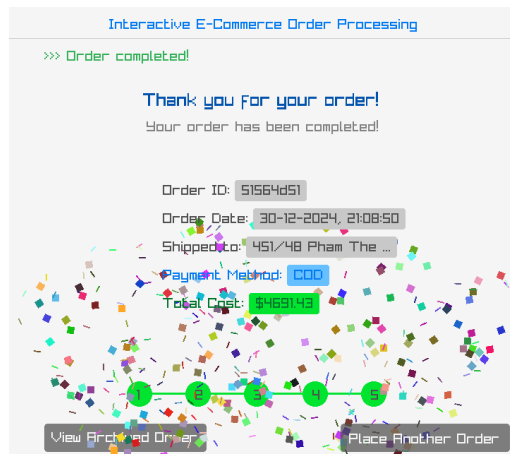 Interactive E-Commerce Order Processing
>>> Order completed!
Thank you for your order!
Your order has been completed!
Order ID: 51564d51
Order Date: 30-12-2024, 21:08:50
Shipped to: 451/48 Pham The ...
Payment Method: COD
Total Cost: $4691.43
1 2 3 4 5
View Archived Order
Place Another Order